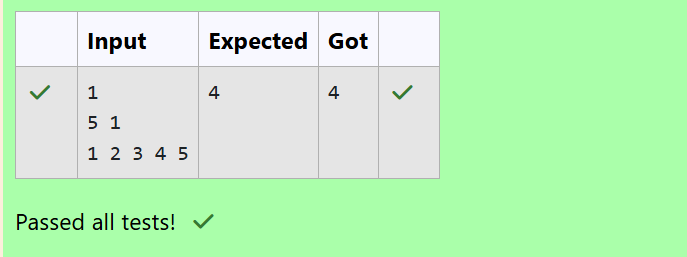 Input Expected Got
1 4 4
5 1
1 2 3 4 5
Passed all tests!